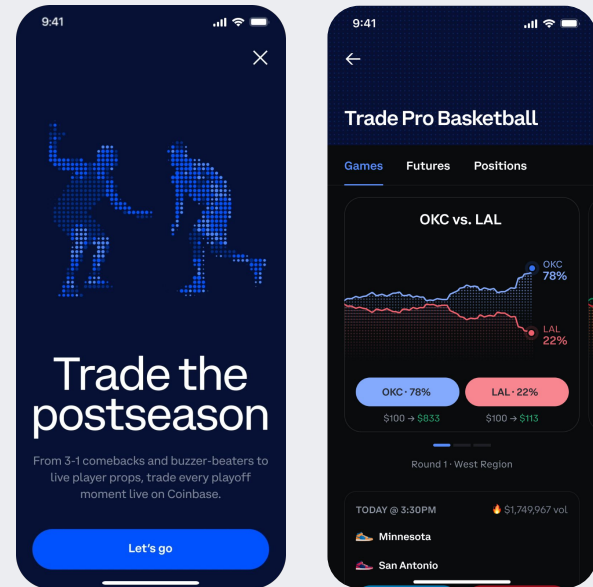 9:41
Trade the
postseason
From 3-1 comebacks and buzzer-beaters to
live player props, trade every playoff
moment live on Coinbase.
Let's go
9:41
Trade Pro Basketball
Games Futures Positions
OKC vs. LAL
OKC
78%
LAL
22%
OKC · 78% LAL · 22%
$100 → $833 $100 → $113
Round 1 · West Region
TODAY @ 3:30PM 🔥 $1,749,967 vol
Minnesota
San Antonio